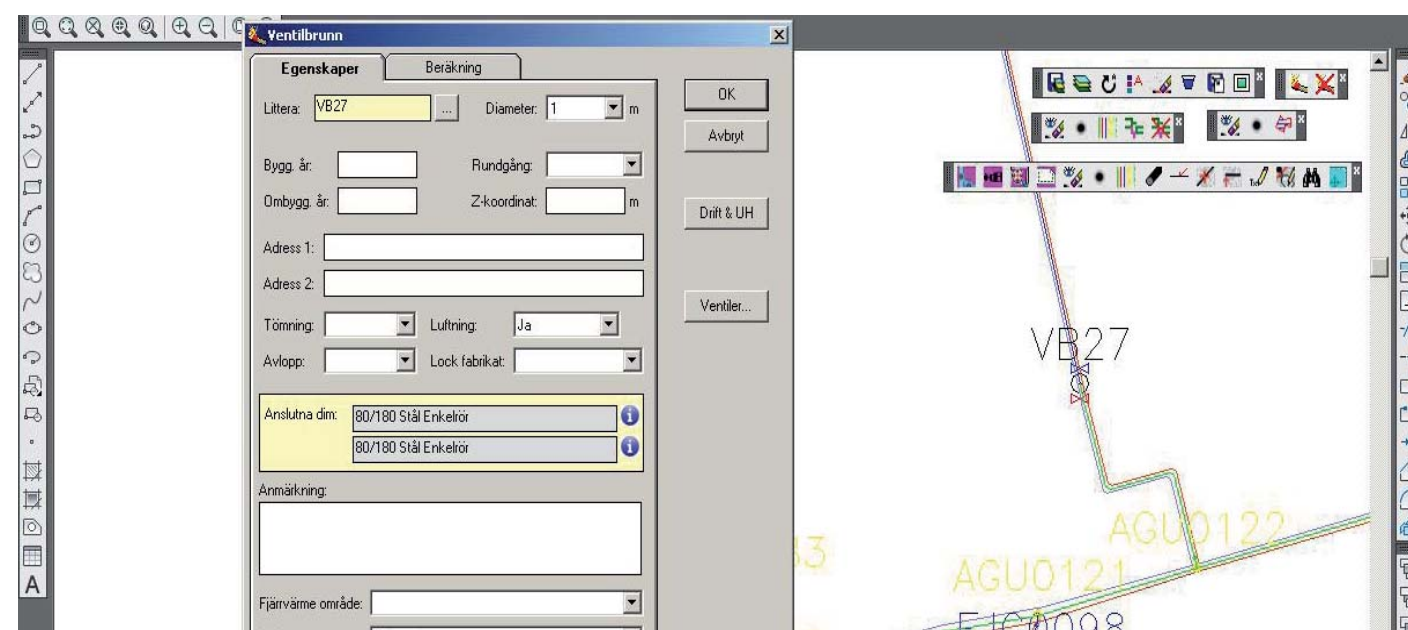 Ventilbrunn
Egenskaper Beräkning
Littera: VB27 ... Diameter: 1 m
OK
Avbryt
Bygg. år: Rundgång:
Ombygg. år: Z-koordinat: m
Drift & UH
Adress 1:
Adress 2:
Ventiler...
Tömning: Luftning: Ja
Avlopp: Lock fabrikat:
Anslutna dim: 80/180 Stål Enkelrör
80/180 Stål Enkelrör
Anmärkning:
Fjärrvärme område:
VB27
AGU0122
AGU0121
FJC0098
A